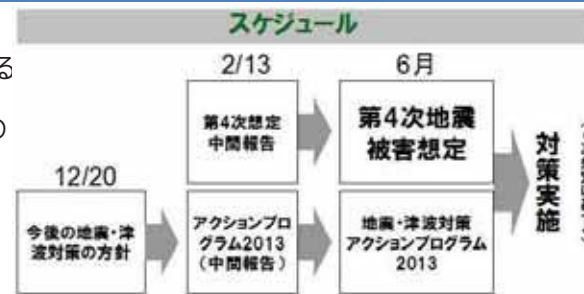 スケジュール
る
の
2/13
6月
第4次想定
中間報告
第4次地震
被害想定
12/20
今後の地震・津
波対策の方針
アクションプロ
グラム2013
（中間報告）
地震・津波対策
アクションプログラム
2013
対策実施